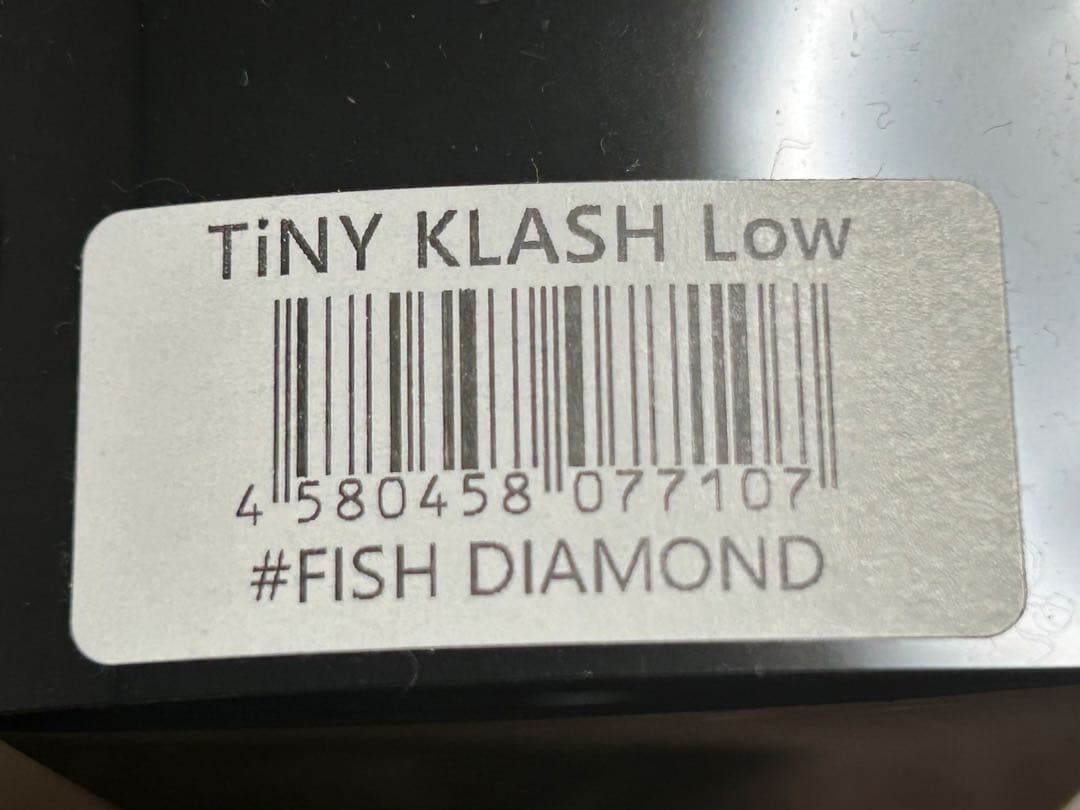 TiNY KLASH Low
4 580458 077107
#FISH DIAMOND